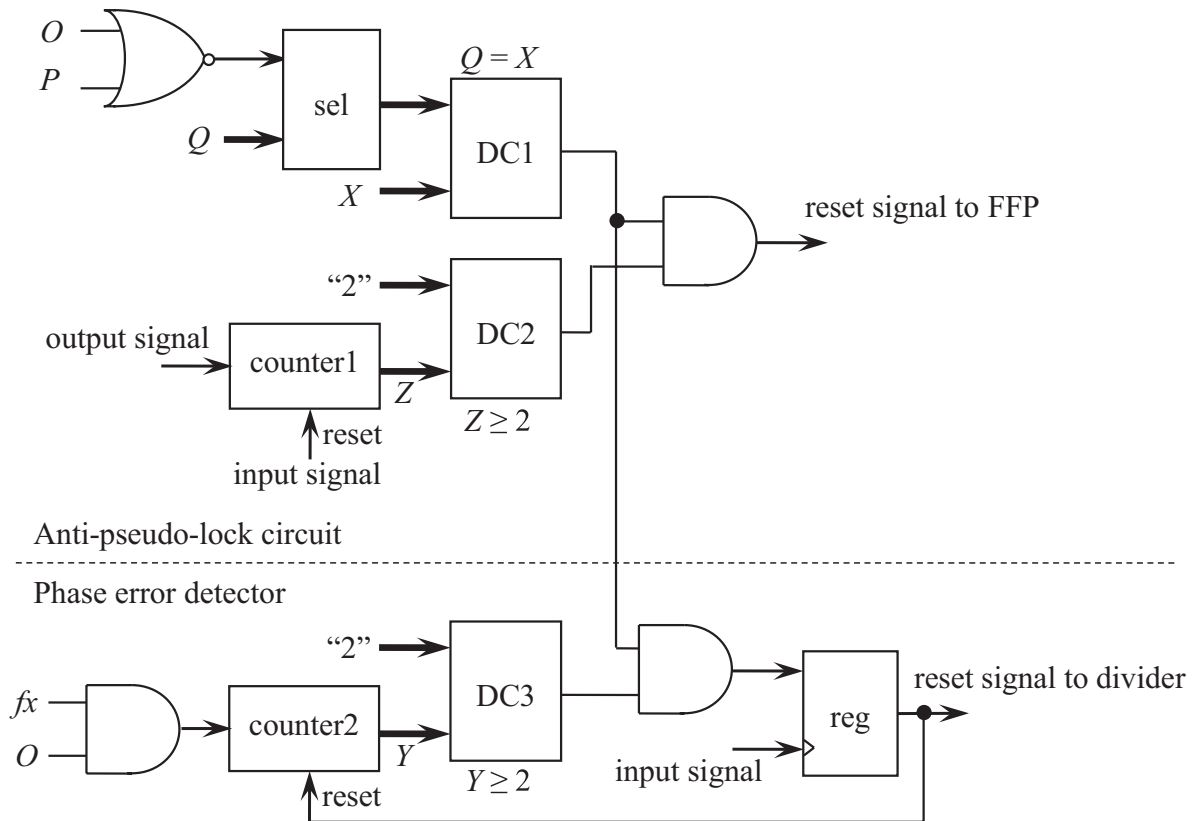 O
P
Q
sel
Q = X
DC1
X
reset signal to FFP
“2”
DC2
output signal
counter1
Z
Z ≥ 2
reset
input signal
Anti-pseudo-lock circuit
Phase error detector
“2”
DC3
fx
O
counter2
Y
Y ≥ 2
reset
input signal
reg
reset signal to divider